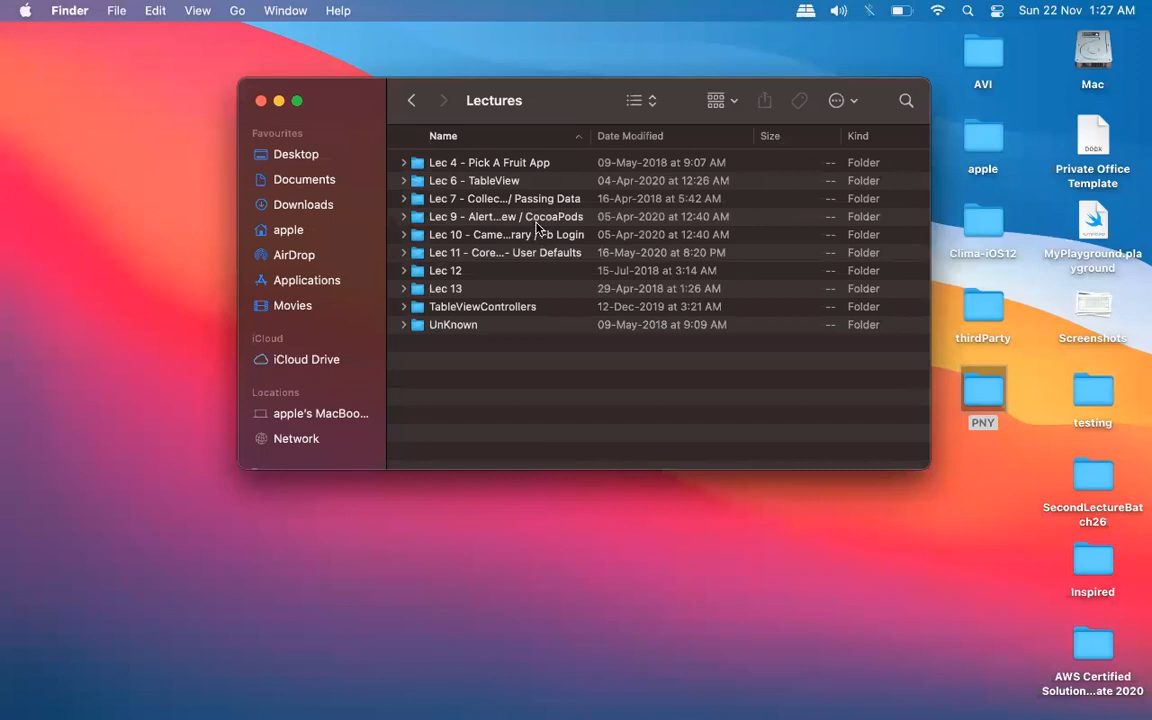 Finder File Edit View Go Window Help Sun 22 Nov 1:27 AM
Lectures
Favourites
Desktop
Documents
Downloads
apple
AirDrop
Applications
Movies
iCloud
iCloud Drive
Locations
apple's MacBoo...
Network
Name Date Modified Size Kind
Lec 4 - Pick A Fruit App 09-May-2018 at 9:07 AM -- Folder
Lec 6 - TableView 04-Apr-2020 at 12:26 AM -- Folder
Lec 7 - Collec.../ Passing Data 16-Apr-2018 at 5:42 AM -- Folder
Lec 9 - Alert...ew / CocoaPods 05-Apr-2020 at 12:40 AM -- Folder
Lec 10 - Came...rary / Fb Login 05-Apr-2020 at 12:40 AM -- Folder
Lec 11 - Core...- User Defaults 16-May-2020 at 8:20 PM -- Folder
Lec 12 15-Jul-2018 at 3:14 AM -- Folder
Lec 13 29-Apr-2018 at 1:26 AM -- Folder
TableViewControllers 12-Dec-2019 at 3:21 AM -- Folder
UnKnown 09-May-2018 at 9:09 AM -- Folder
AVI
Mac
apple
DODX
Private Office
Template
Clima-iOS12
MyPlayground.pla
yground
thirdParty
Screenshots
PNY
testing
SecondLectureBat
ch26
Inspired
AWS Certified
Solution...ate 2020